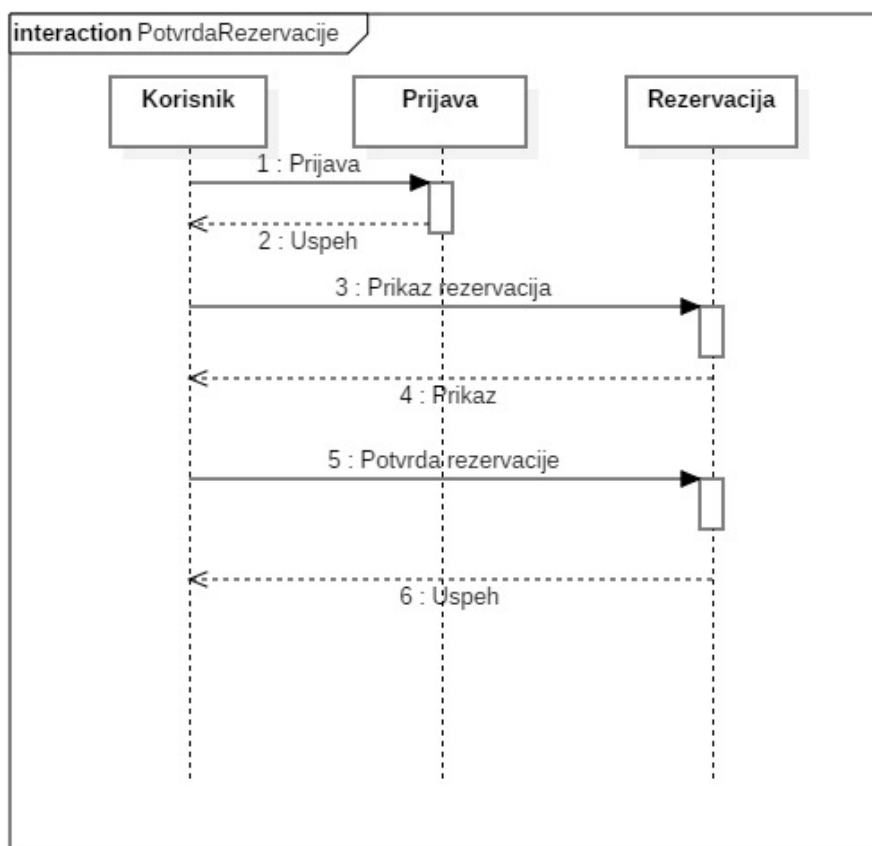 interaction PotvrdaRezervacije
Korisnik
Prijava
Rezervacija
1 : Prijava
2 : Uspeh
3 : Prikaz rezervacija
4 : Prikaz
5 : Potvrda rezervacije
6 : Uspeh